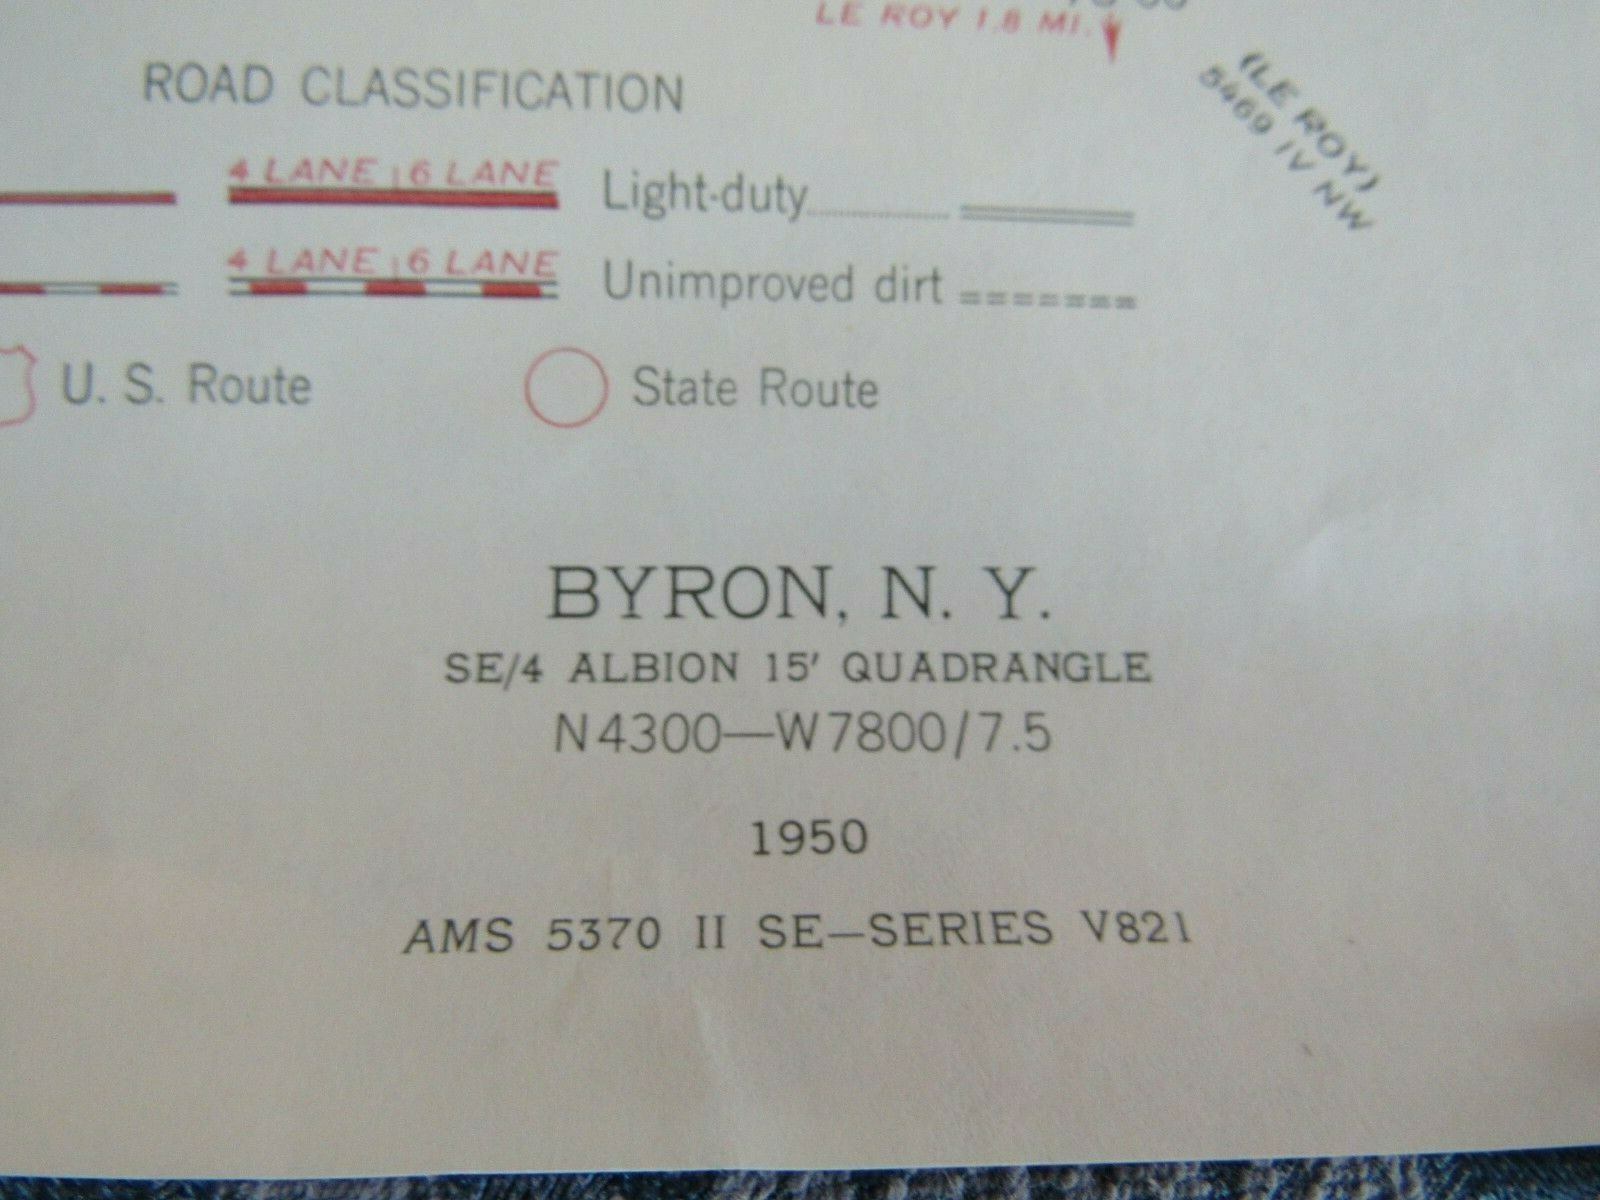 LE ROY 1.8 MI.
(LE ROY)
5469 IV NW
ROAD CLASSIFICATION
4 LANE 6 LANE Light-duty
4 LANE 6 LANE Unimproved dirt
U. S. Route State Route
BYRON, N. Y.
SE/4 ALBION 15' QUADRANGLE
N4300—W7800/7.5
1950
AMS 5370 II SE—SERIES V821